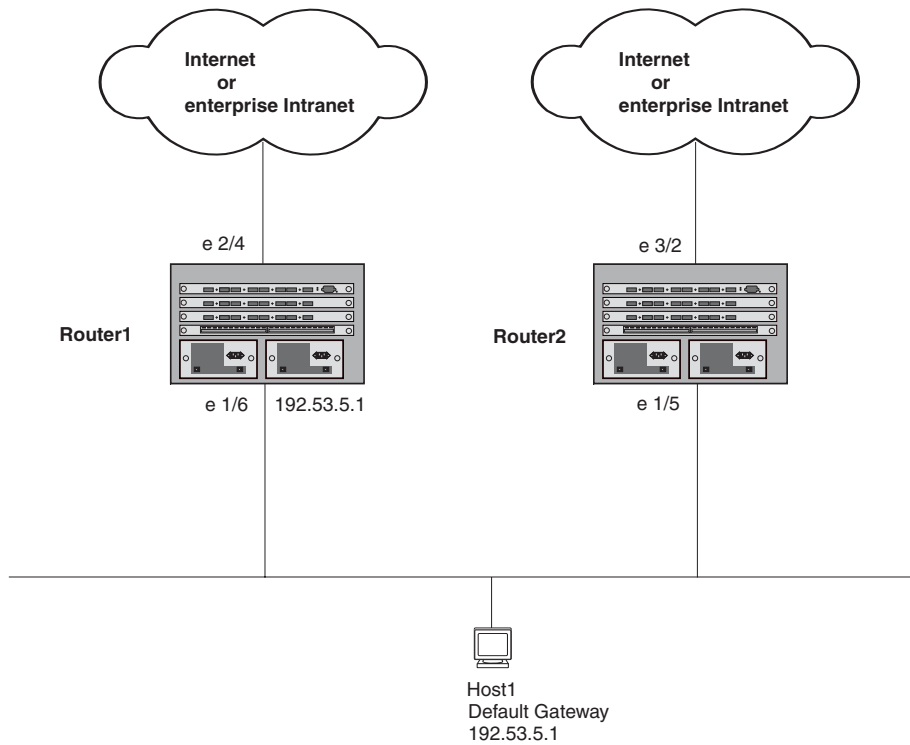 Internet
or
enterprise Intranet
Internet
or
enterprise Intranet
e 2/4
e 3/2
Router1
Router2
e 1/6
192.53.5.1
e 1/5
Host1
Default Gateway
192.53.5.1